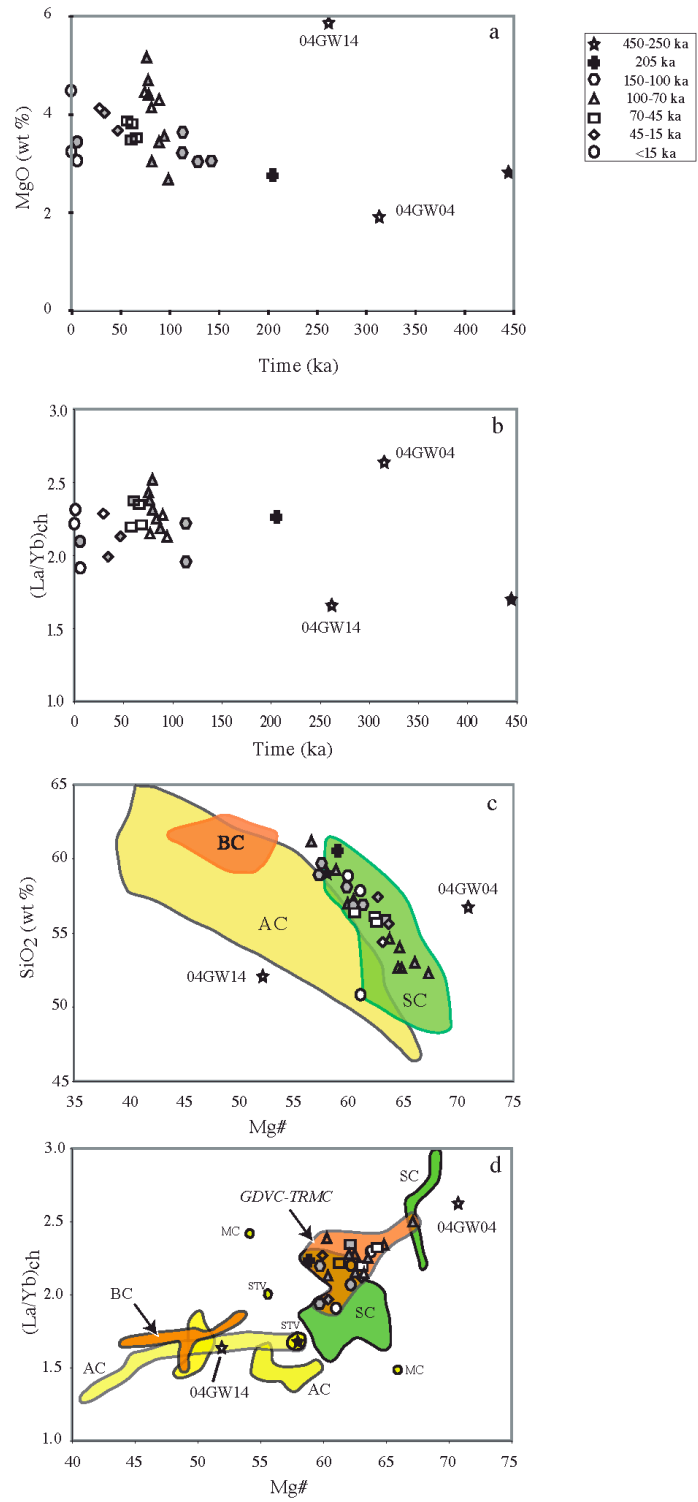 a
6
4
2
0
MgO (wt %)
0 50 100 150 200 250 300 350 400 450
Time (ka)
04GW14
04GW04
450-250 ka
205 ka
150-100 ka
100-70 ka
70-45 ka
45-15 ka
<15 ka
b
3.0
2.5
2.0
1.5
1.0
(La/Yb)ch
0 50 100 150 200 250 300 350 400 450
Time (ka)
04GW04
04GW14
c
65
60
55
50
45
SiO2 (wt %)
35 40 45 50 55 60 65 70 75
Mg#
BC
AC
SC
04GW04
04GW14
d
3.0
2.5
2.0
1.5
1.0
(La/Yb)ch
40 45 50 55 60 65 70 75
Mg#
SC
GDVC-TRMC
04GW04
MC
STV
BC
STV
SC
AC
04GW14
AC
MC